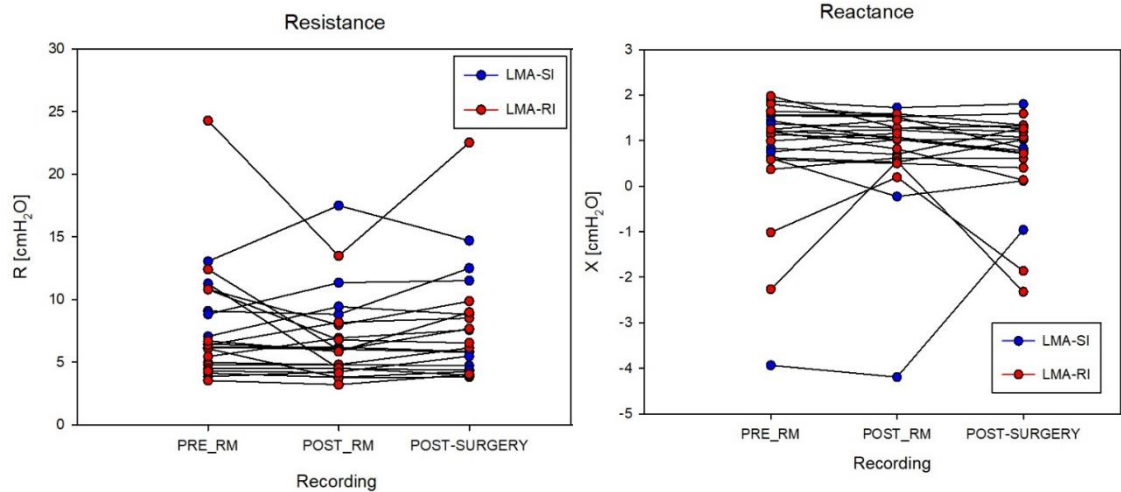 Resistance
30
25
20
15
10
5
0
R [cmH₂O]
LMA-SI
LMA-RI
PRE_RM
POST_RM
POST-SURGERY
Recording
Reactance
3
2
1
0
-1
-2
-3
-4
-5
X [cmH₂O]
LMA-SI
LMA-RI
PRE_RM
POST_RM
POST-SURGERY
Recording